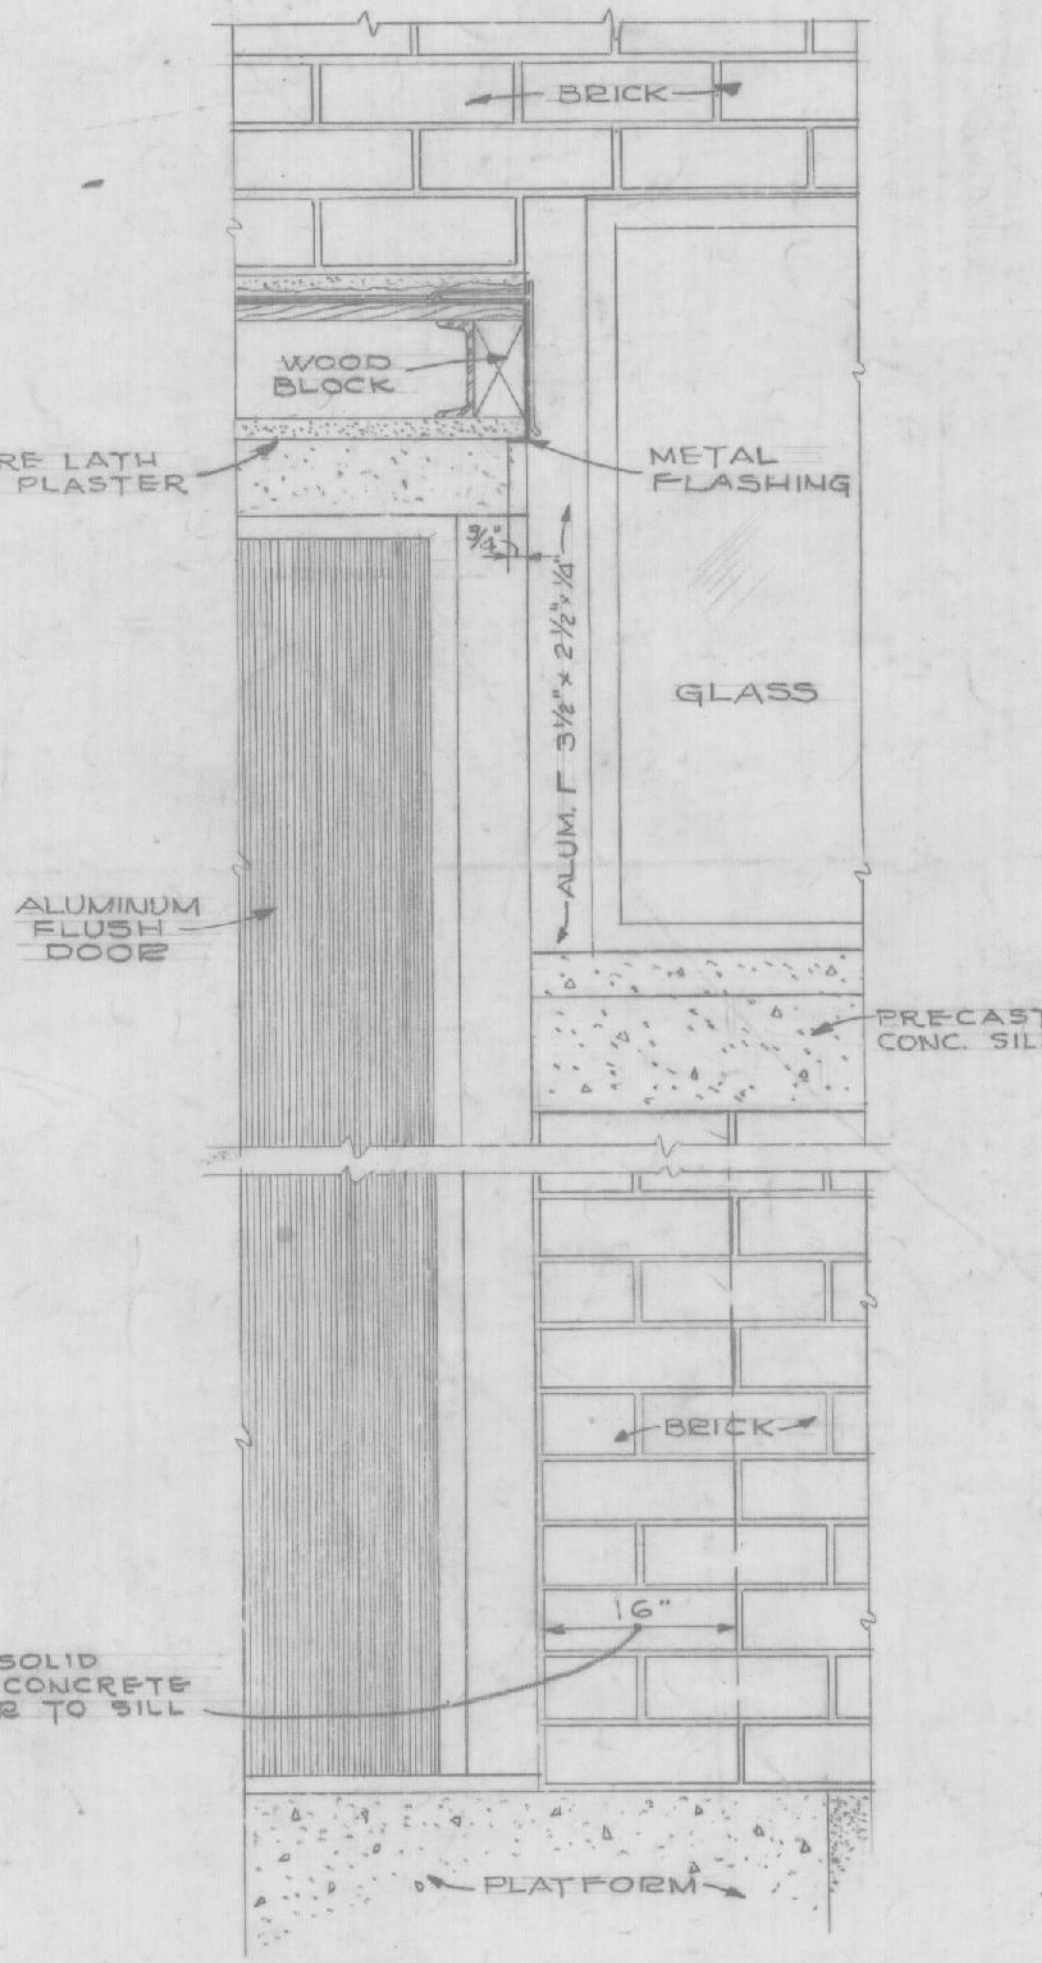 BRICK
WOOD
BLOCK
RE LATH
PLASTER
METAL
FLASHING
3/4"
ALUM. Γ 3½" x 2½" x ¼"
GLASS
ALUMINUM
FLUSH
DOOR
PRECAST
CONC. SIL
BRICK
16"
SOLID
CONCRETE
R TO SILL
PLATFORM